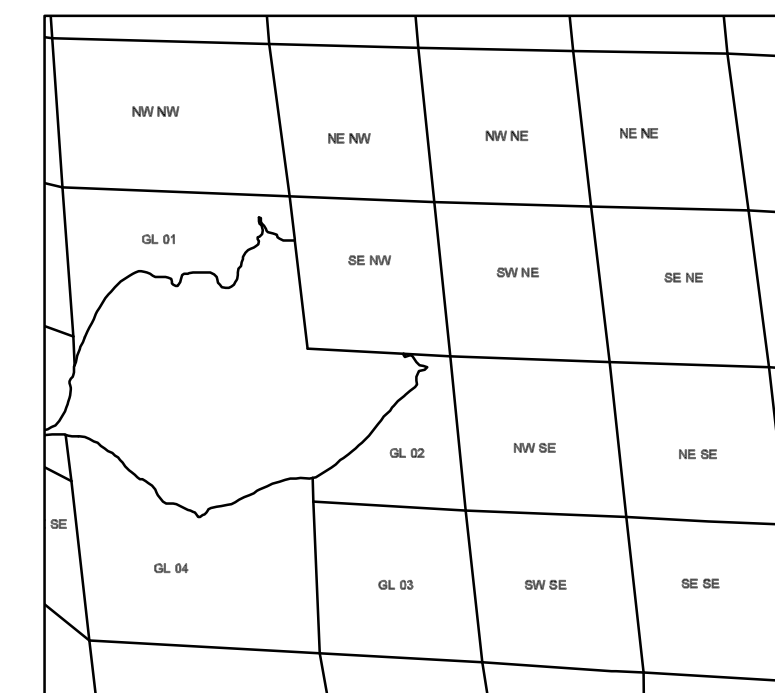 NW NW
NE NW
NW NE
NE NE
GL 01
SE NW
SW NE
SE NE
GL 02
NW SE
NE SE
SE
GL 04
GL 03
SW SE
SE SE